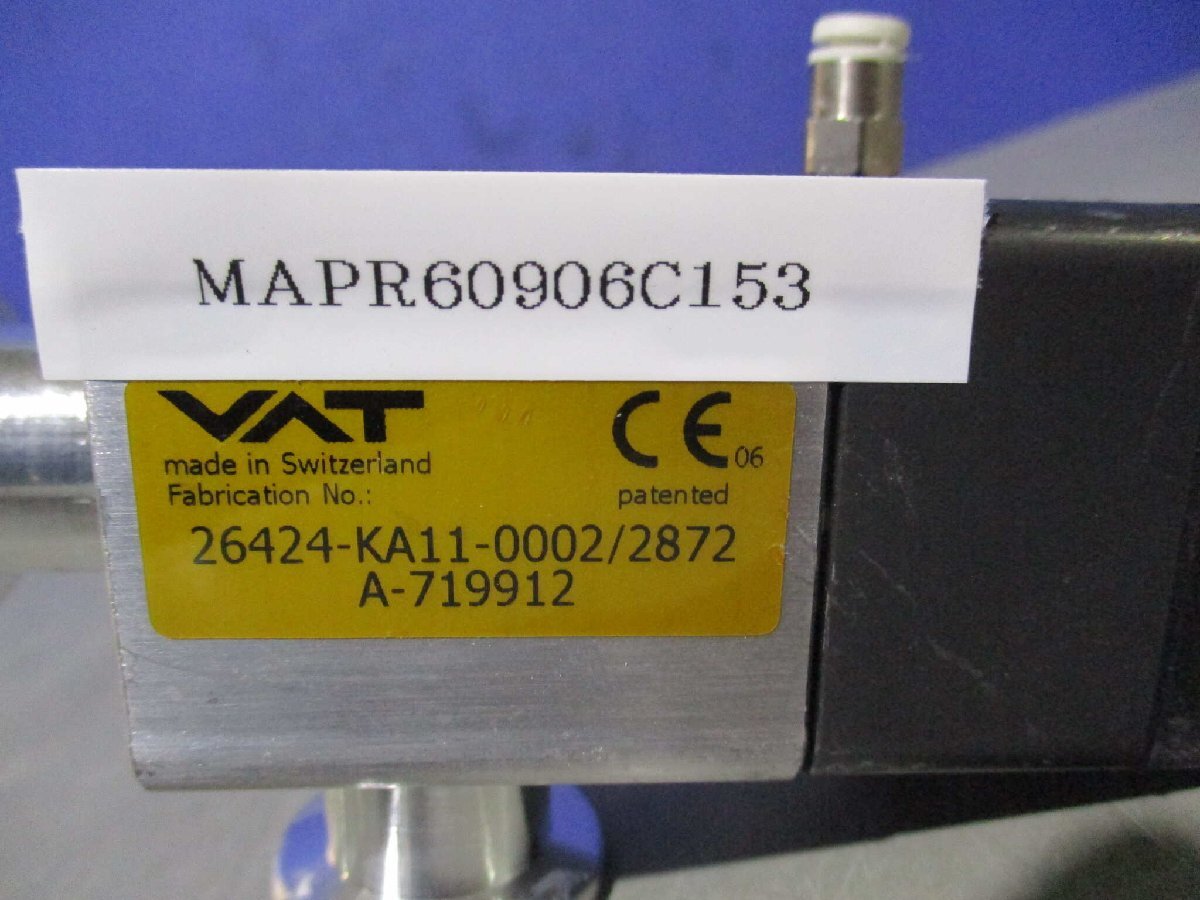 MAPR60906C153
VAT
made in Switzerland
Fabrication No.:
CE 06
patented
26424-KA11-0002/2872
A-719912